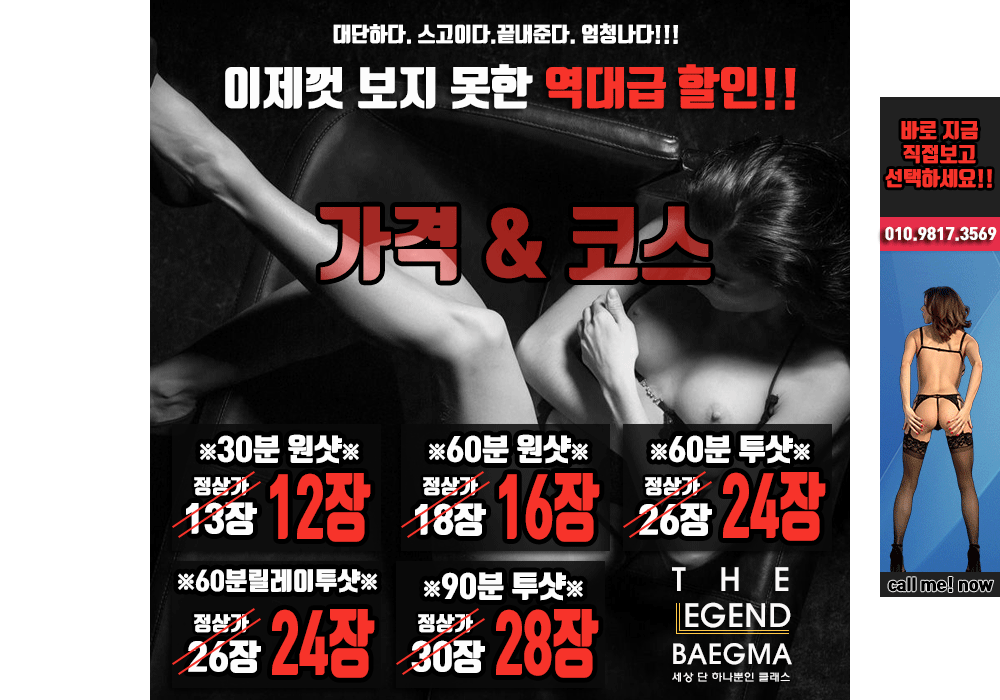 대단하다. 스고이다.끝내준다. 엄청나다!!!
이제껏 보지 못한 역대급 할인!!
가격 & 코스
※30분 원샷※
정상가
13장 12장
※60분 원샷※
정상가
18장 16장
※60분 투샷※
정상가
26장 24장
※60분릴레이투샷※
정상가
26장 24장
※90분 투샷※
정상가
30장 28장
THE
LEGEND
BAEGMA
세상 단 하나뿐인 클래스
바로 지금
직접보고
선택하세요!!
010.9817.3569
call me! now